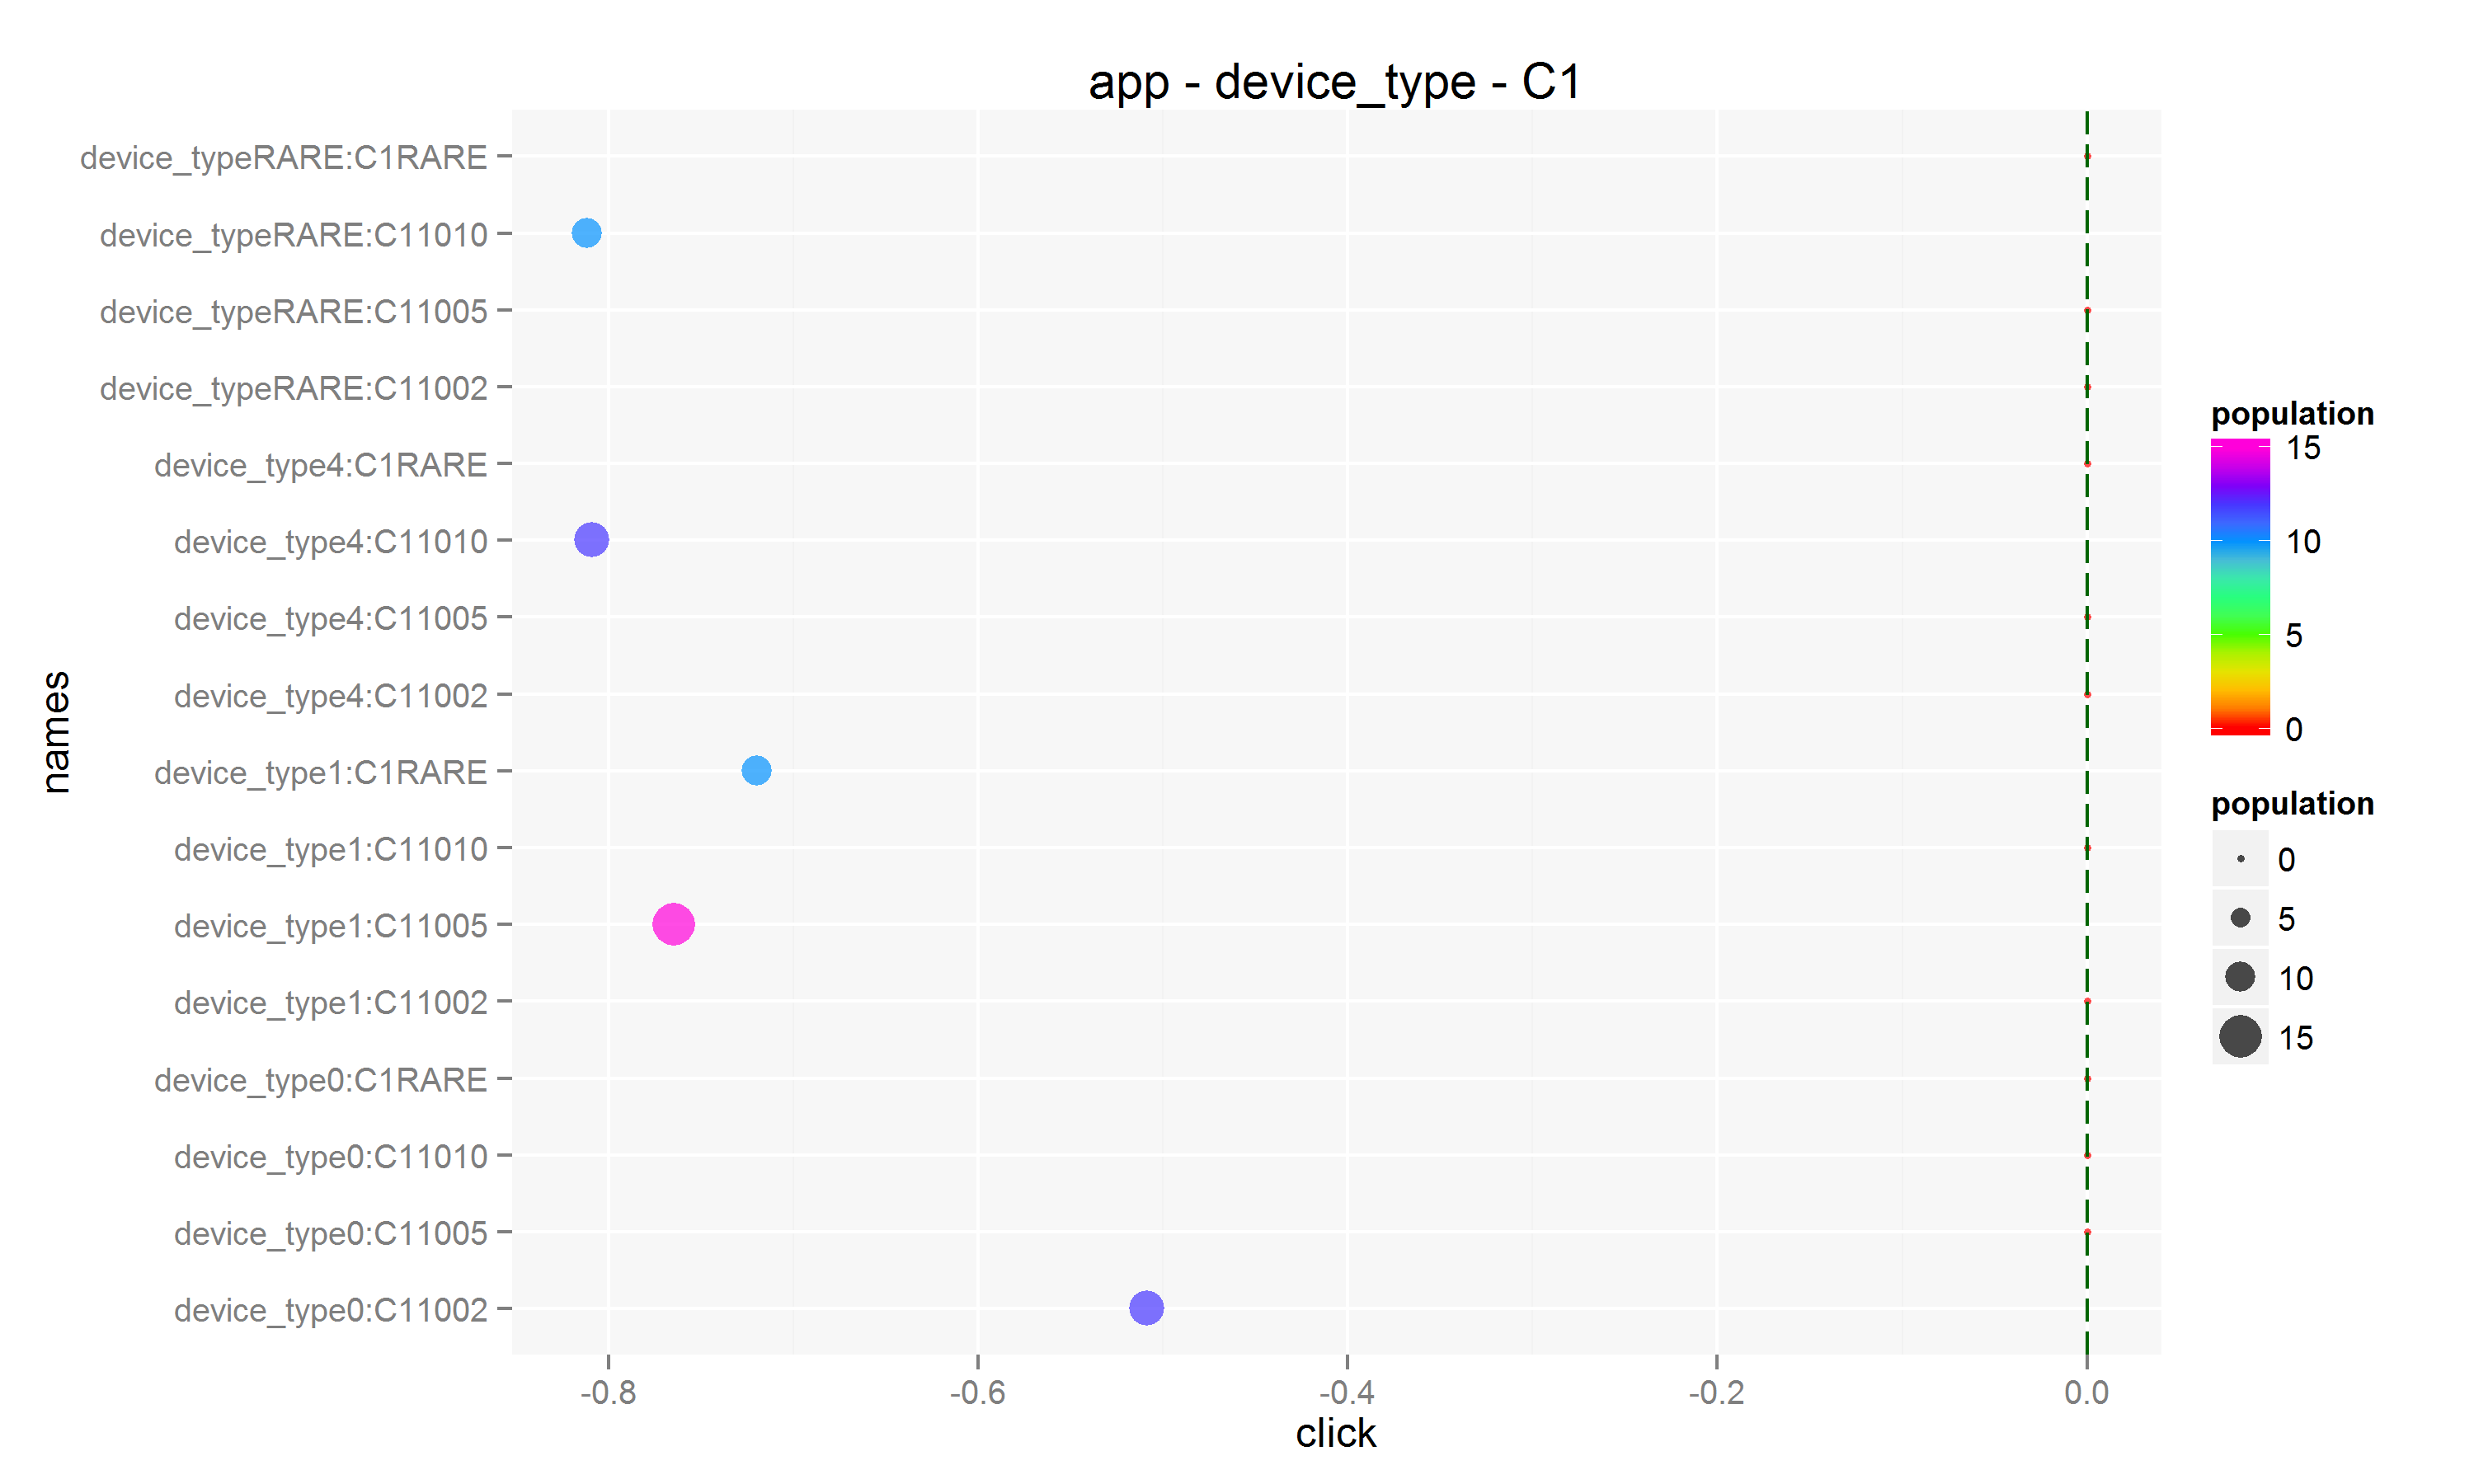 app - device_type - C1
names
device_typeRARE:C1RARE
device_typeRARE:C11010
device_typeRARE:C11005
device_typeRARE:C11002
device_type4:C1RARE
device_type4:C11010
device_type4:C11005
device_type4:C11002
device_type1:C1RARE
device_type1:C11010
device_type1:C11005
device_type1:C11002
device_type0:C1RARE
device_type0:C11010
device_type0:C11005
device_type0:C11002
-0.8 -0.6 -0.4 -0.2 0.0
click
population
15
10
5
0
population
0
5
10
15